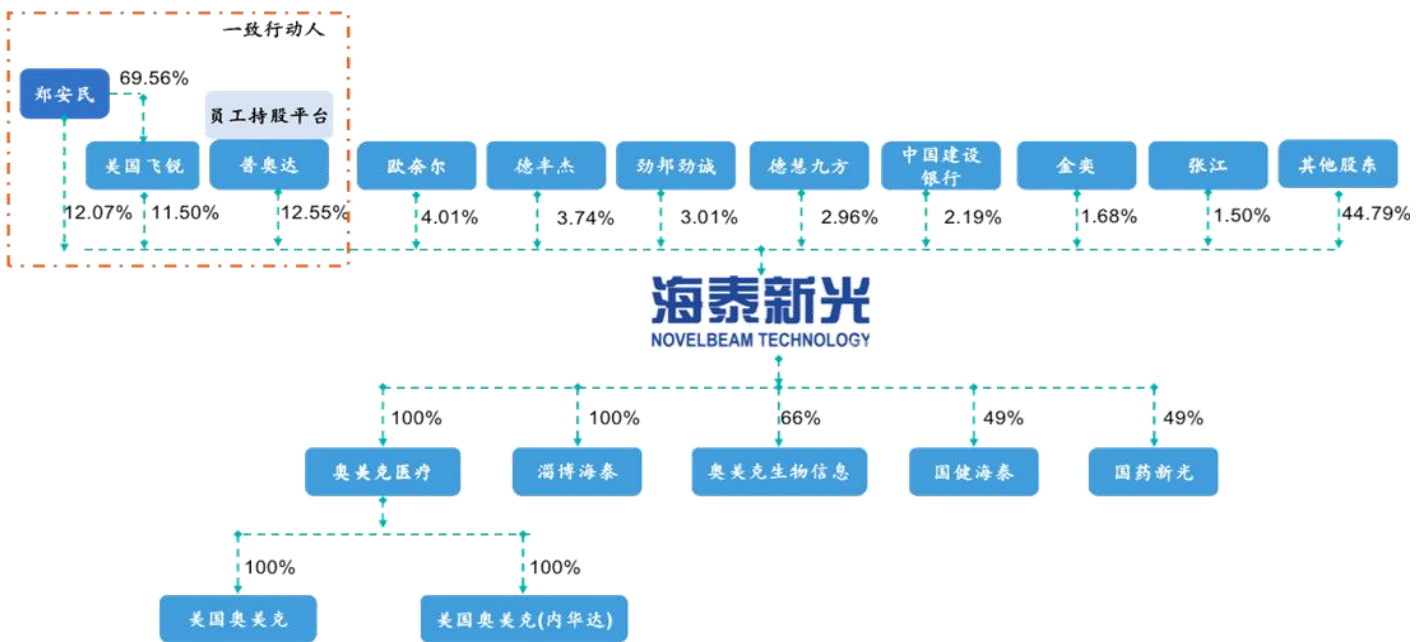 一致行动人
69.56%
郑安民
员工持股平台
美国飞锐
普奥达
欧奈尔
德丰杰
劲邦劲诚
德慧九方
中国建设
银行
金奕
张江
其他股东
12.07%
11.50%
12.55%
4.01%
3.74%
3.01%
2.96%
2.19%
1.68%
1.50%
44.79%
海泰新光
NOVELBEAM TECHNOLOGY
100%
100%
66%
49%
49%
奥美克医疗
淄博海泰
奥美克生物信息
国健海泰
国药新光
100%
100%
美国奥美克
美国奥美克(内华达)